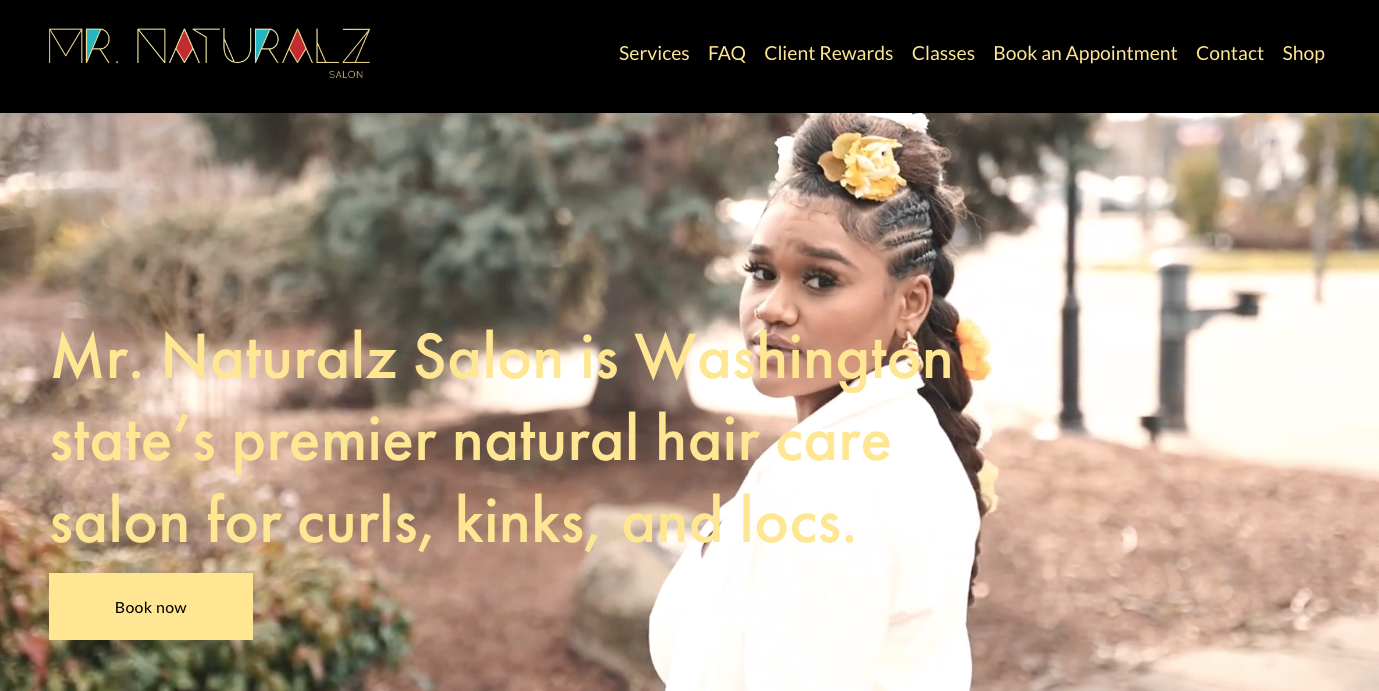 MR. NATURALZ
SALON
Services FAQ Client Rewards Classes Book an Appointment Contact Shop
Mr. Naturalz Salon is Washington
state’s premier natural hair care
salon for curls, kinks, and locs.
Book now